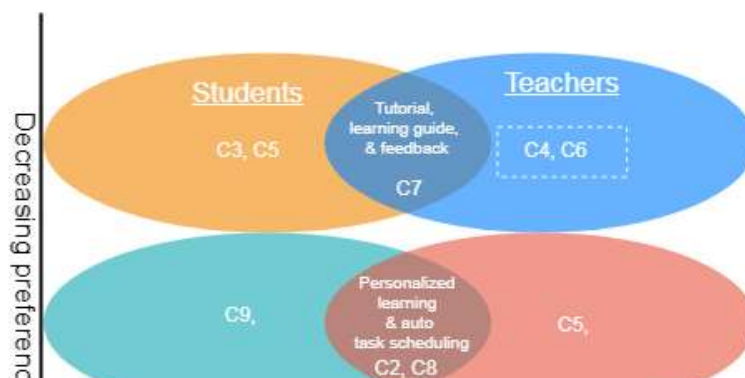 Decreasing preferenc
Students
Teachers
Tutorial,
learning guide,
& feedback
C3, C5
C4, C6
C7
Personalized
learning
& auto
task scheduling
C9,
C5,
C2, C8